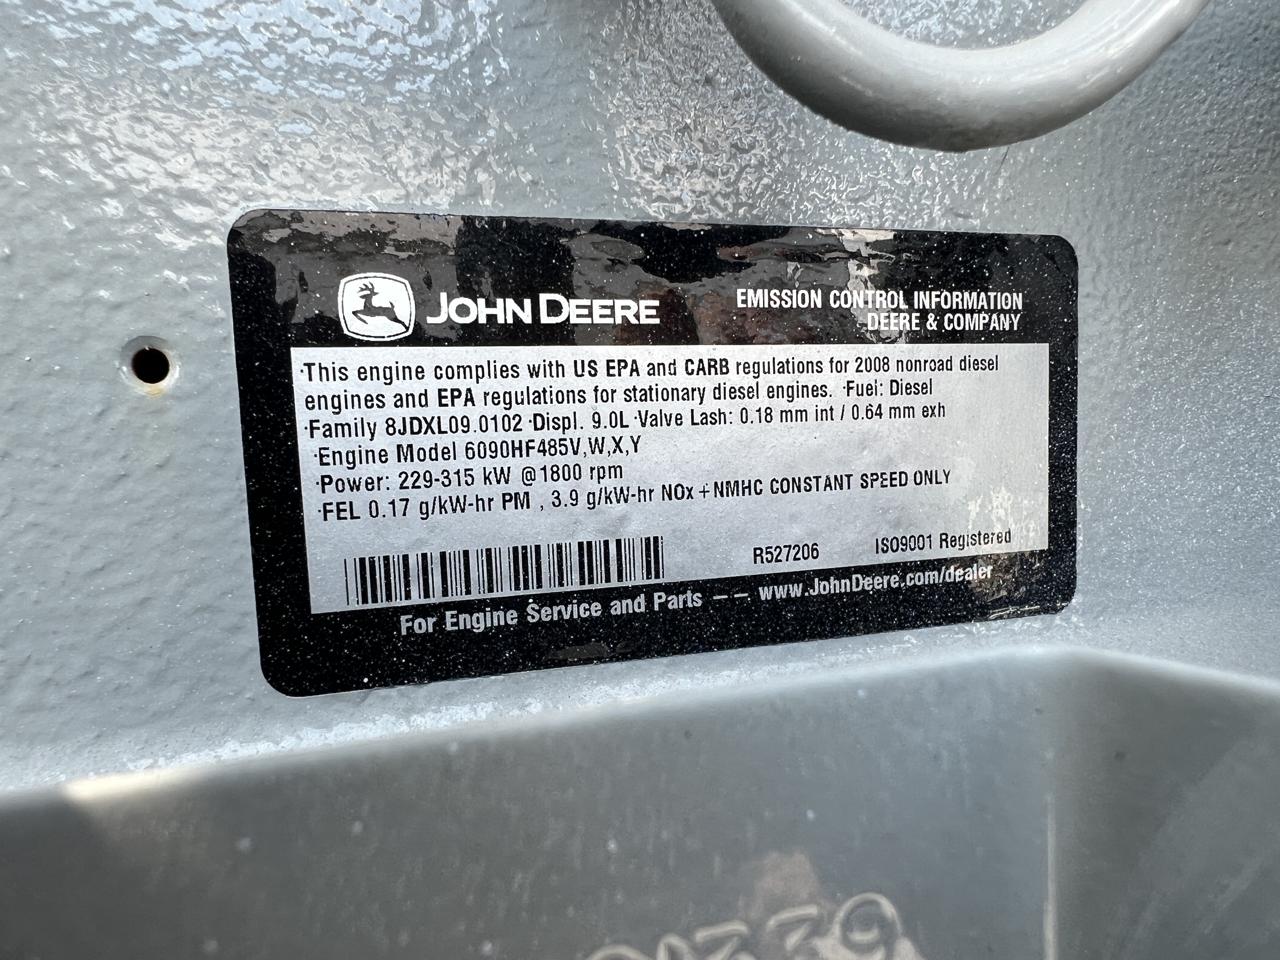 JOHN DEERE
EMISSION CONTROL INFORMATION
DEERE & COMPANY
·This engine complies with US EPA and CARB regulations for 2008 nonroad diesel
engines and EPA regulations for stationary diesel engines. ·Fuel: Diesel
·Family 8JDXL09.0102 ·Displ. 9.0L ·Valve Lash: 0.18 mm int / 0.64 mm exh
·Engine Model 6090HF485V,W,X,Y
·Power: 229-315 kW @1800 rpm
·FEL 0.17 g/kW-hr PM , 3.9 g/kW-hr NOx + NMHC CONSTANT SPEED ONLY
R527206 ISO9001 Registered
For Engine Service and Parts -- www.JohnDeere.com/dealer